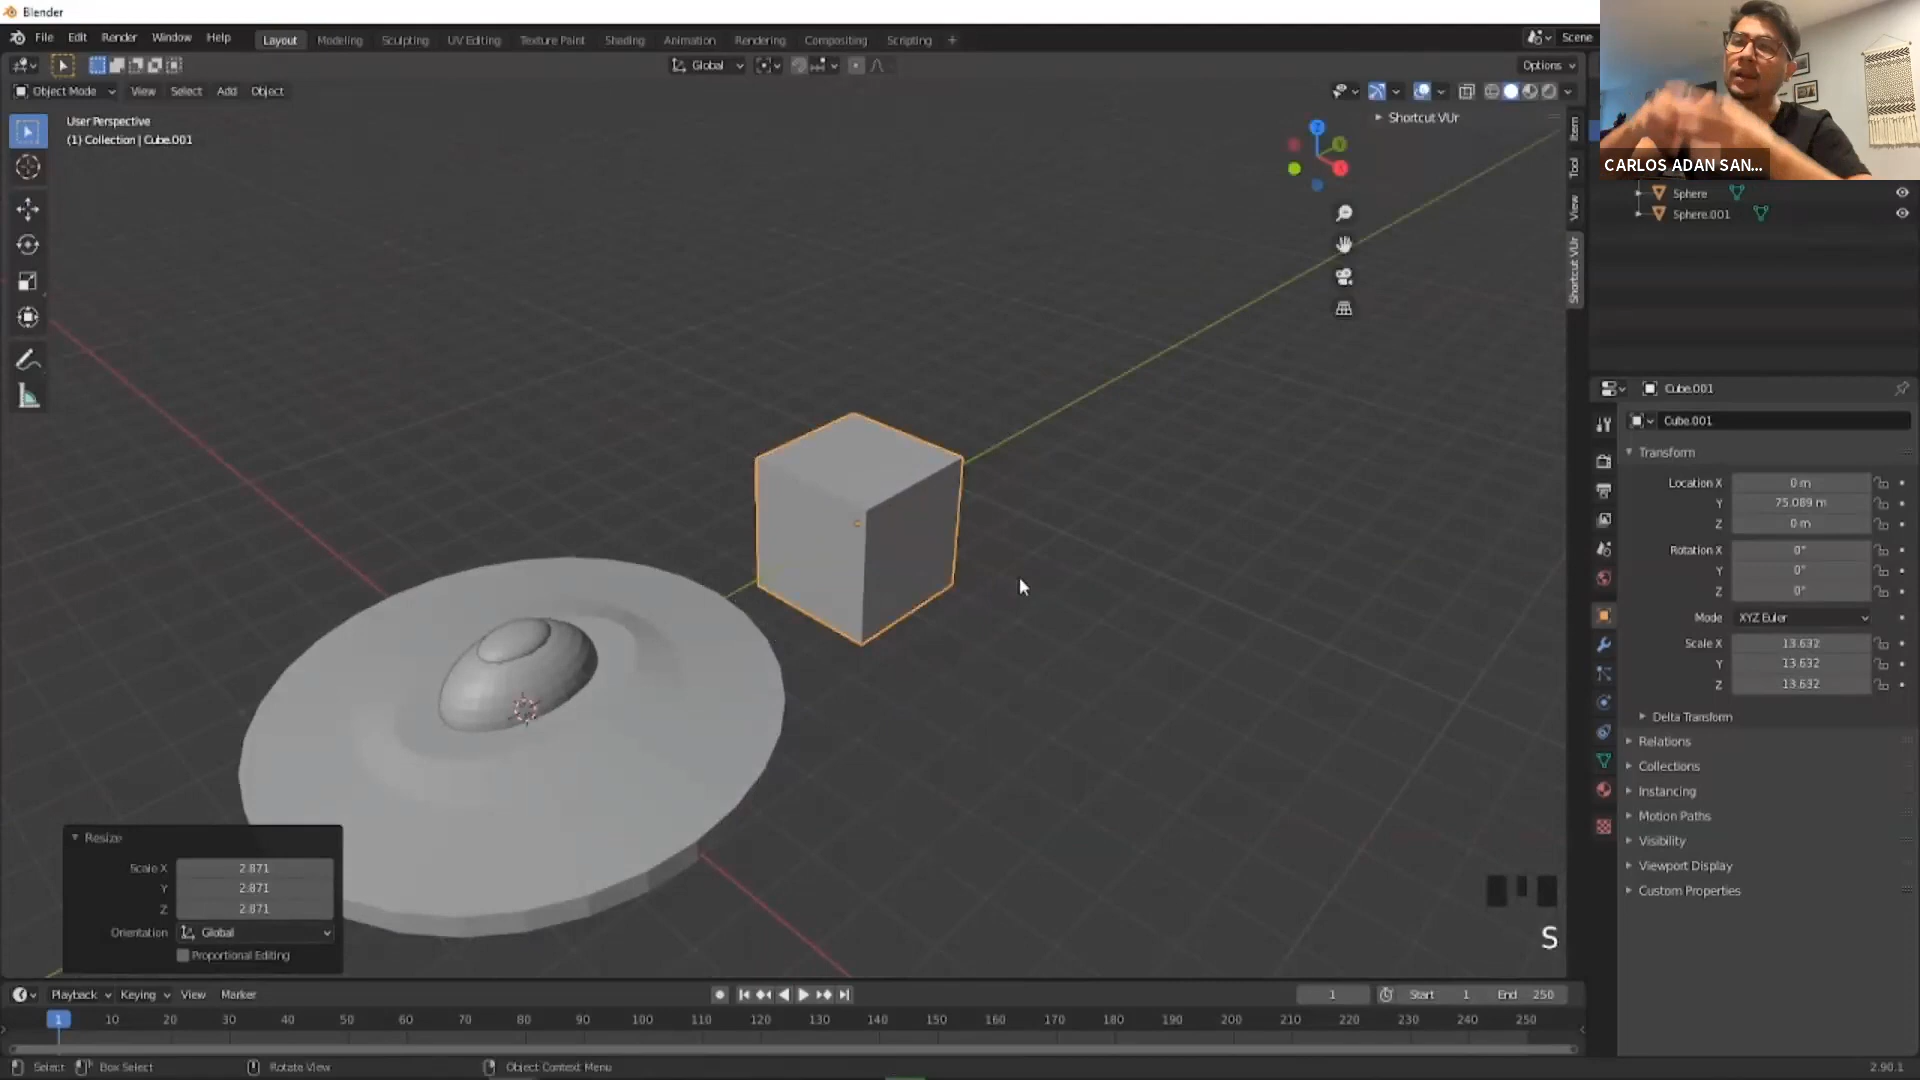 Blender
File Edit Render Window Help Layout Modeling Sculpting UV Editing Texture Paint Shading Animation Rendering Compositing Scripting + Scene
Global Options
Object Mode View Select Add Object
User Perspective
(1) Collection | Cube.001
Shortcut VUr
Z
Y
X
Item
Tool
View
Shortcut VUr
CARLOS ADAN SAN...
Sphere
Sphere.001
Cube.001
Cube.001
Transform
Location X 0 m
Y 75.089 m
Z 0 m
Rotation X 0°
Y 0°
Z 0°
Mode XYZ Euler
Scale X 13.632
Y 13.632
Z 13.632
Delta Transform
Relations
Collections
Instancing
Motion Paths
Visibility
Viewport Display
Custom Properties
Resize
Scale X 2.871
Y 2.871
Z 2.871
Orientation Global
Proportional Editing
S
Playback Keying View Marker 1 Start 1 End 250
1 10 20 30 40 50 60 70 80 90 100 110 120 130 140 150 160 170 180 190 200 210 220 230 240 250
Select Box Select Rotate View Object Context Menu 2.90.1